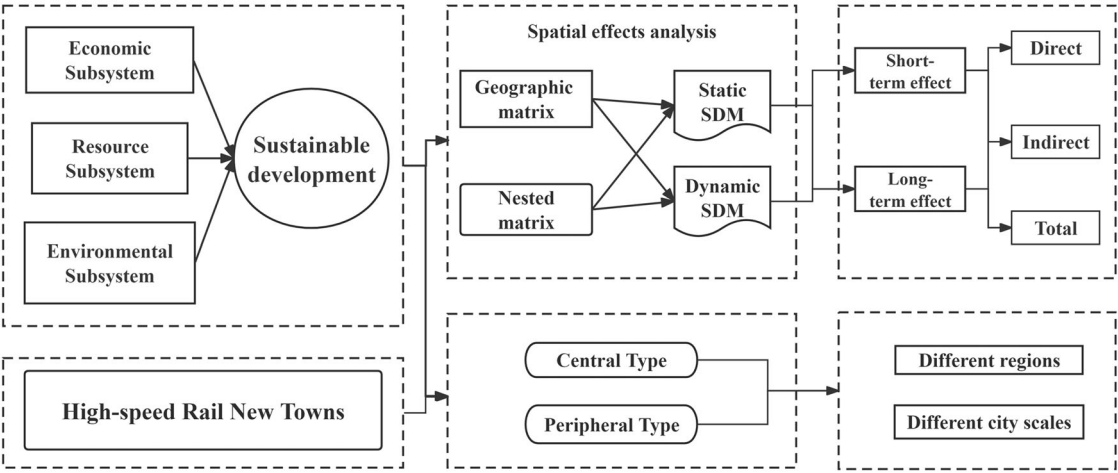 Economic
Subsystem
Resource
Subsystem
Environmental
Subsystem
Sustainable
development
High-speed Rail New Towns
Spatial effects analysis
Geographic
matrix
Nested
matrix
Static
SDM
Dynamic
SDM
Short-
term effect
Long-
term effect
Direct
Indirect
Total
Central Type
Peripheral Type
Different regions
Different city scales